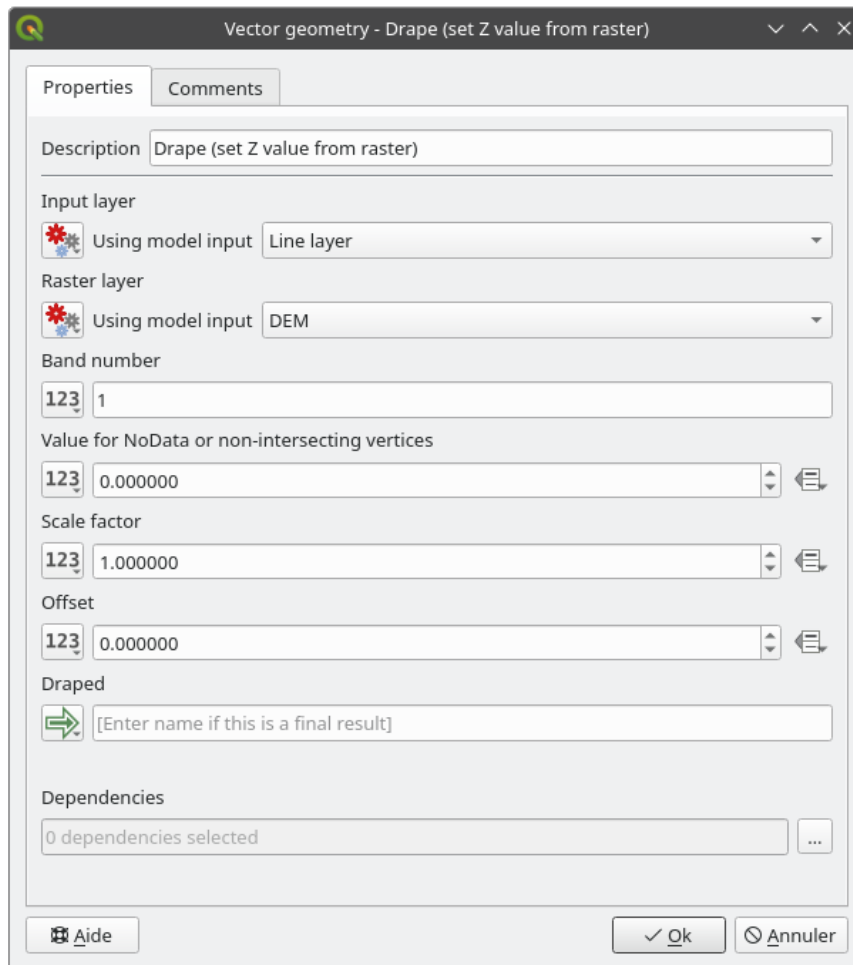 Vector geometry - Drape (set Z value from raster)
Properties
Comments
Description Drape (set Z value from raster)
Input layer
Using model input Line layer
Raster layer
Using model input DEM
Band number
123 1
Value for NoData or non-intersecting vertices
123 0.000000
Scale factor
123 1.000000
Offset
123 0.000000
Draped
[Enter name if this is a final result]
Dependencies
0 dependencies selected
...
Aide
Ok
Annuler